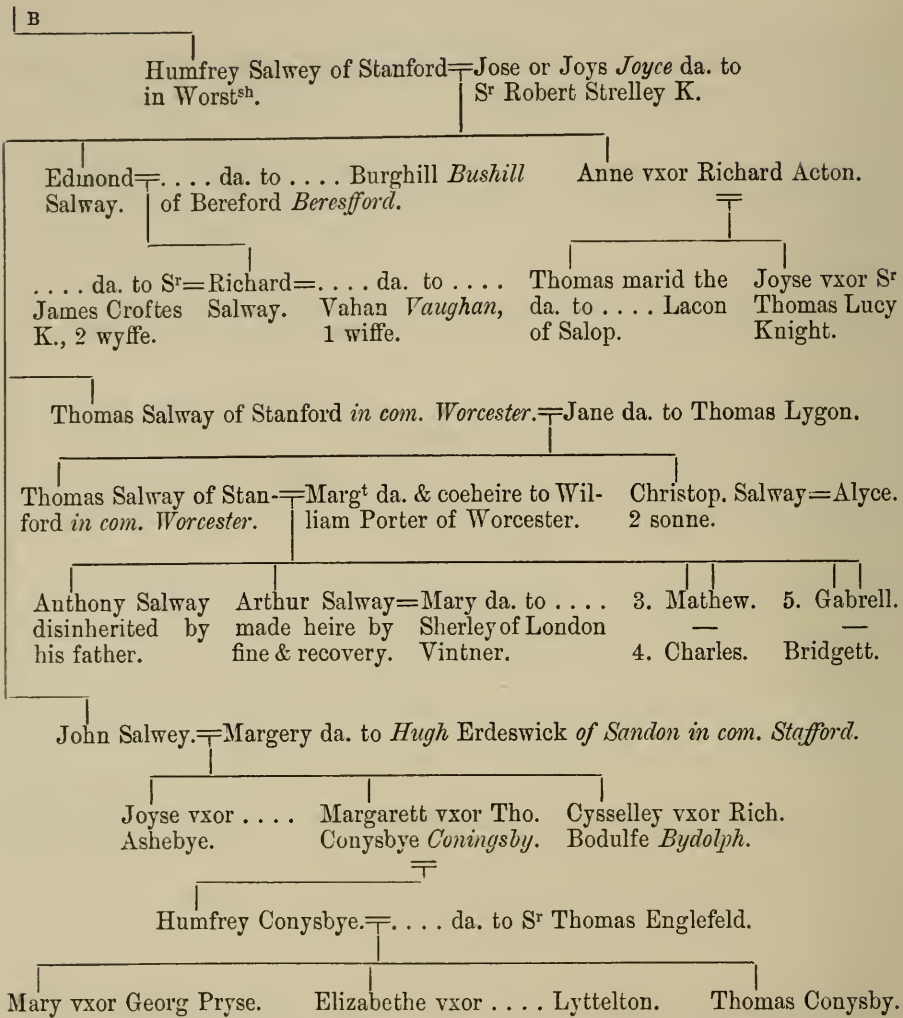 B
Humfrey Salwey of Stanford=Jose or Joys Joyce da. to
in Worstsh. Sr Robert Strelley K.
Edmond=. . . . da. to . . . . Burghill Bushill
Salway. of Bereford Beresfford.
Anne vxor Richard Acton.
. . . . da. to Sr=Richard=. . . . da. to . . . .
James Croftes Salway. Vahan Vaughan,
K., 2 wyffe. 1 wiffe.
Thomas marid the
da. to . . . . Lacon
of Salop.
Joyse vxor Sr
Thomas Lucy
Knight.
Thomas Salway of Stanford in com. Worcester.=Jane da. to Thomas Lygon.
Thomas Salway of Stan-=Margt da. & coeheire to Wil-
ford in com. Worcester. liam Porter of Worcester.
Christop. Salway=Alyce.
2 sonne.
Anthony Salway
disinherited by
his father.
Arthur Salway=Mary da. to . . . .
made heire by Sherley of London
fine & recovery. Vintner.
3. Mathew.
—
4. Charles.
5. Gabrell.
—
Bridgett.
John Salwey.=Margery da. to Hugh Erdeswick of Sandon in com. Stafford.
Joyse vxor . . . .
Ashebye.
Margarett vxor Tho.
Conysbye Coningsby.
Cysselley vxor Rich.
Bodulfe Bydolph.
Humfrey Conysbye.=. . . . da. to Sr Thomas Englefeld.
Mary vxor Georg Pryse.
Elizabethe vxor . . . . Lyttelton.
Thomas Conysby.